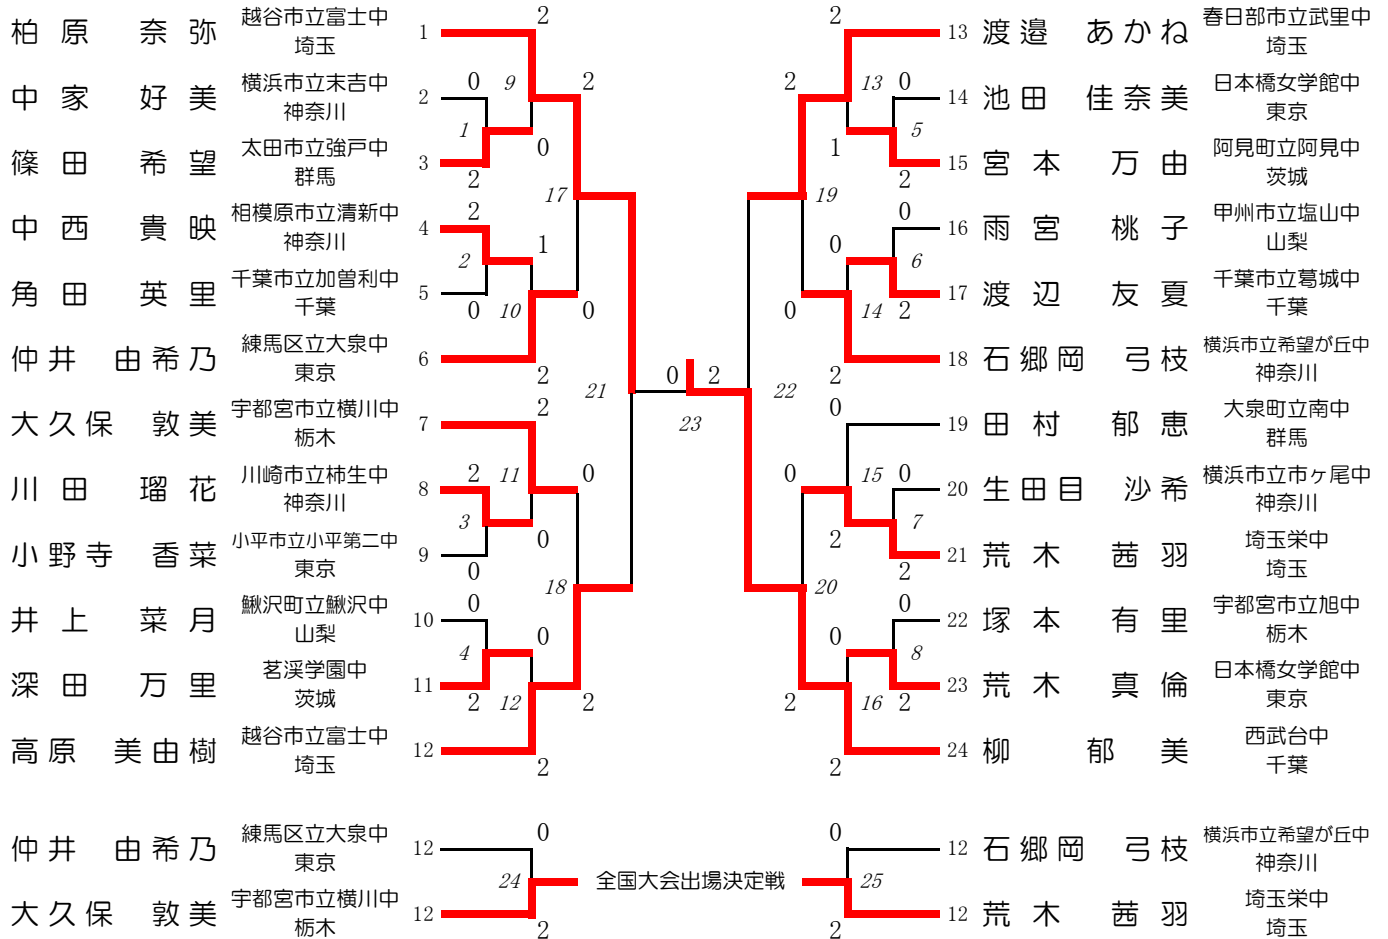 柏原 奈弥 越谷市立富士中 埼玉 1
中家 好美 横浜市立末吉中 神奈川 2
篠田 希望 太田市立強戸中 群馬 3
中西 貴映 相模原市立清新中 神奈川 4
角田 英里 千葉市立加曽利中 千葉 5
仲井 由希乃 練馬区立大泉中 東京 6
大久保 敦美 宇都宮市立横川中 栃木 7
川田 瑠花 川崎市立柿生中 神奈川 8
小野寺 香菜 小平市立小平第二中 東京 9
井上 菜月 鰍沢町立鰍沢中 山梨 10
深田 万里 茗溪学園中 茨城 11
高原 美由樹 越谷市立富士中 埼玉 12
2
0 9 2
1 0
2 17
2
2 1
0 10 0
2
21
2
2 11 0
3 0
0 18
0
4 0
2 12 2
2
0 2
23
2
2 13 0
1 5
2 19
0
0 6
0 14 2
2
22
0
0 15 0
2 7
2 20
0
0 8
2 16 2
2
13 渡邉 あかね 春日部市立武里中 埼玉
14 池田 佳奈美 日本橋女学館中 東京
15 宮本 万由 阿見町立阿見中 茨城
16 雨宮 桃子 甲州市立塩山中 山梨
17 渡辺 友夏 千葉市立葛城中 千葉
18 石郷岡 弓枝 横浜市立希望が丘中 神奈川
19 田村 郁恵 大泉町立南中 群馬
20 生田目 沙希 横浜市立市ヶ尾中 神奈川
21 荒木 茜羽 埼玉栄中 埼玉
22 塚本 有里 宇都宮市立旭中 栃木
23 荒木 真倫 日本橋女学館中 東京
24 柳 郁美 西武台中 千葉
仲井 由希乃 練馬区立大泉中 東京 12
0
24
大久保 敦美 宇都宮市立横川中 栃木 12
2
全国大会出場決定戦
0
12 石郷岡 弓枝 横浜市立希望が丘中 神奈川
25
2
12 荒木 茜羽 埼玉栄中 埼玉